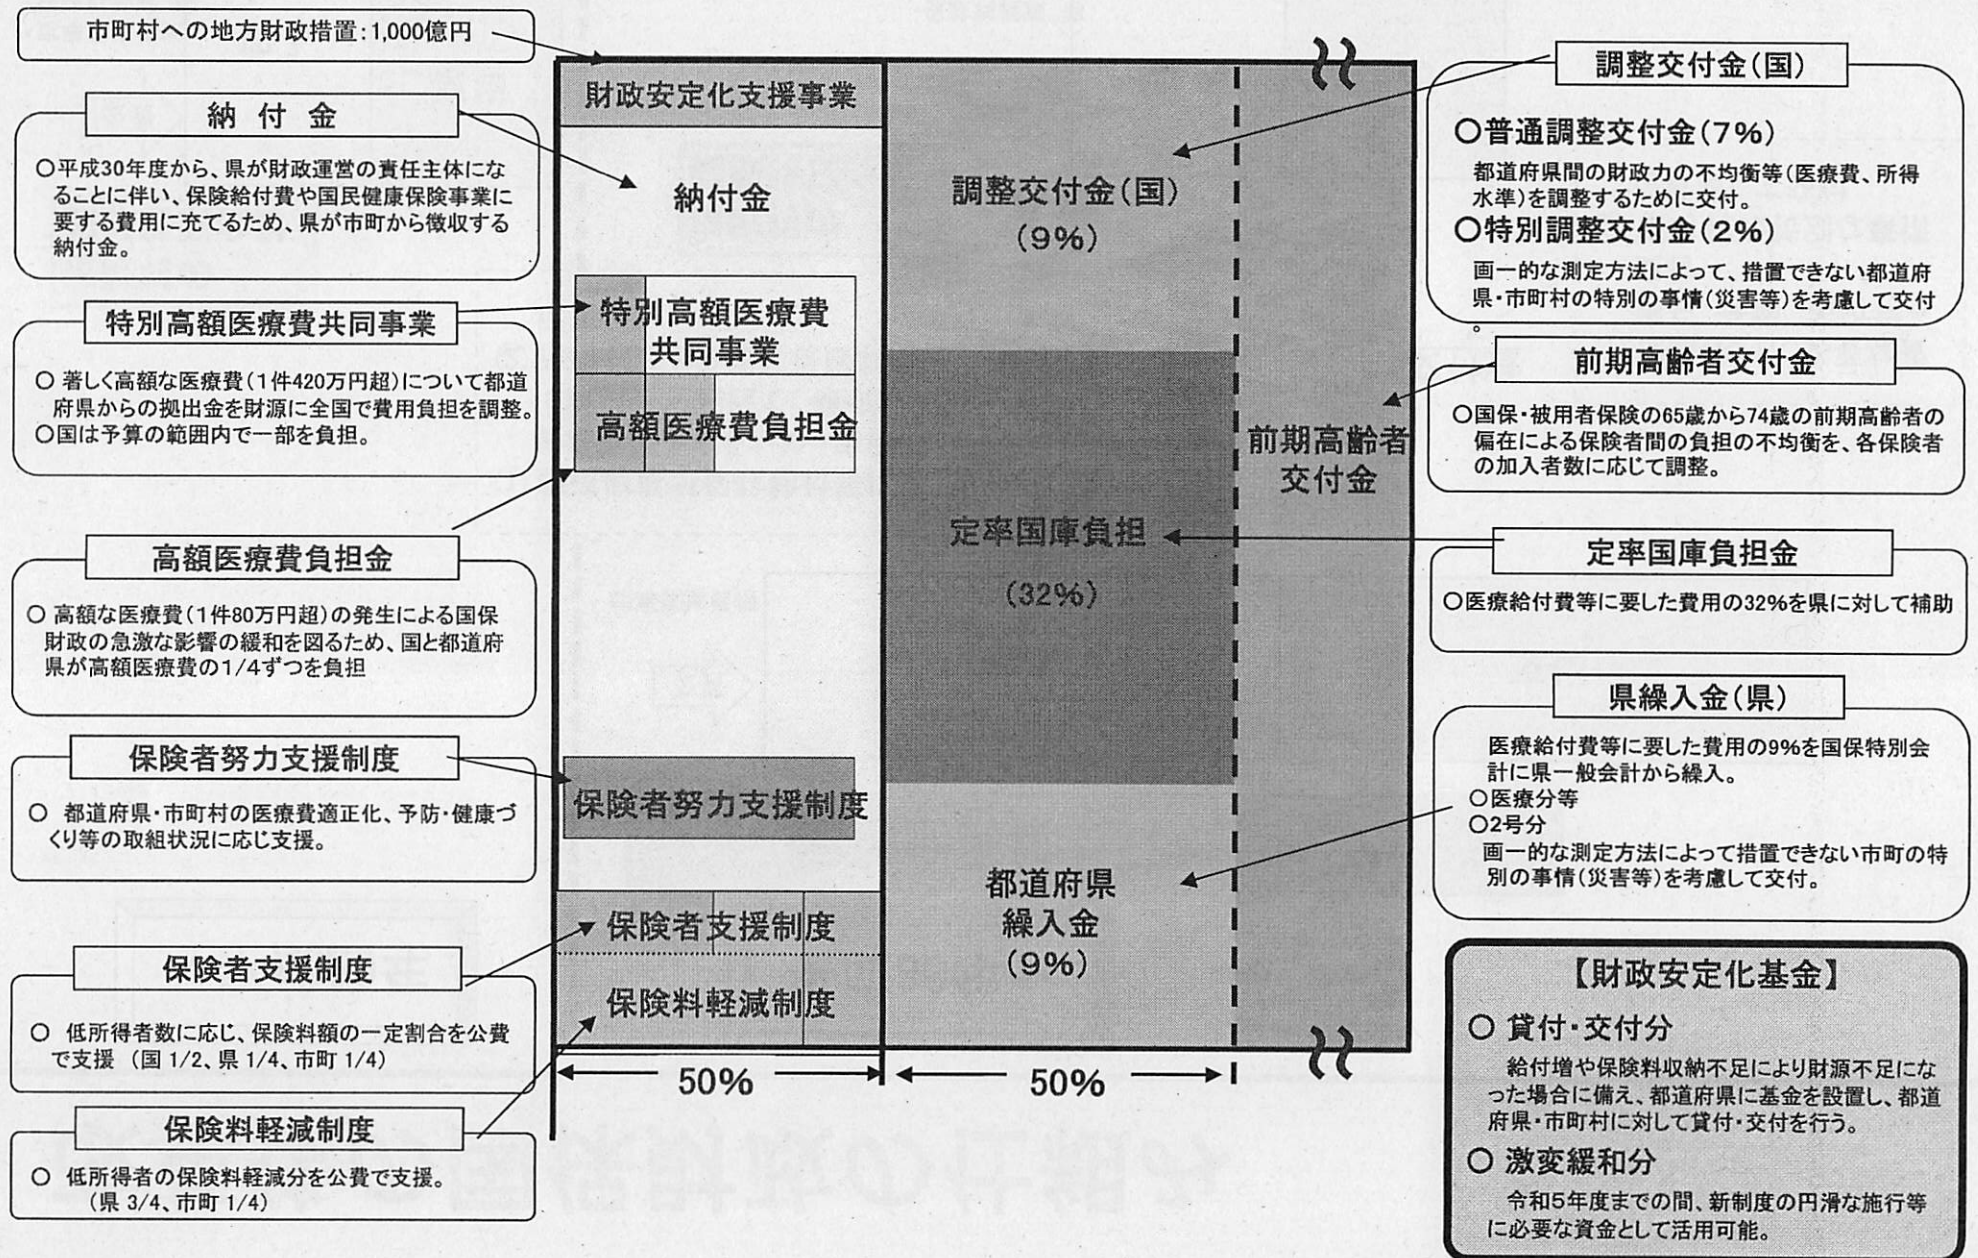 市町村への地方財政措置:1,000億円
納 付 金
○平成30年度から、県が財政運営の責任主体にな
ることに伴い、保険給付費や国民健康保険事業に
要する費用に充てるため、県が市町から徴収する
納付金。
特別高額医療費共同事業
○ 著しく高額な医療費(1件420万円超)について都道
府県からの拠出金を財源に全国で費用負担を調整。
○国は予算の範囲内で一部を負担。
高額医療費負担金
○ 高額な医療費(1件80万円超)の発生による国保
財政の急激な影響の緩和を図るため、国と都道府
県が高額医療費の1/4ずつを負担
保険者努力支援制度
○ 都道府県・市町村の医療費適正化、予防・健康づ
くり等の取組状況に応じ支援。
保険者支援制度
○ 低所得者数に応じ、保険料額の一定割合を公費
で支援 (国 1/2、県 1/4、市町 1/4)
保険料軽減制度
○ 低所得者の保険料軽減分を公費で支援。
(県 3/4、市町 1/4)
財政安定化支援事業
納付金
特別高額医療費
共同事業
高額医療費負担金
保険者努力支援制度
保険者支援制度
保険料軽減制度
50%
調整交付金(国)
(9%)
定率国庫負担
(32%)
都道府県
繰入金
(9%)
50%
前期高齢者
交付金
調整交付金(国)
○普通調整交付金(7%)
都道府県間の財政力の不均衡等(医療費、所得
水準)を調整するために交付。
○特別調整交付金(2%)
画一的な測定方法によって、措置できない都道府
県・市町村の特別の事情(災害等)を考慮して交付
。
前期高齢者交付金
○国保・被用者保険の65歳から74歳の前期高齢者の
偏在による保険者間の負担の不均衡を、各保険者
の加入者数に応じて調整。
定率国庫負担金
○医療給付費等に要した費用の32%を県に対して補助
県繰入金(県)
医療給付費等に要した費用の9%を国保特別会
計に県一般会計から繰入。
○医療分等
○2号分
画一的な測定方法によって措置できない市町の特
別の事情(災害等)を考慮して交付。
【財政安定化基金】
○ 貸付・交付分
給付増や保険料収納不足により財源不足にな
った場合に備え、都道府県に基金を設置し、都道
府県・市町村に対して貸付・交付を行う。
○ 激変緩和分
令和5年度までの間、新制度の円滑な施行等
に必要な資金として活用可能。